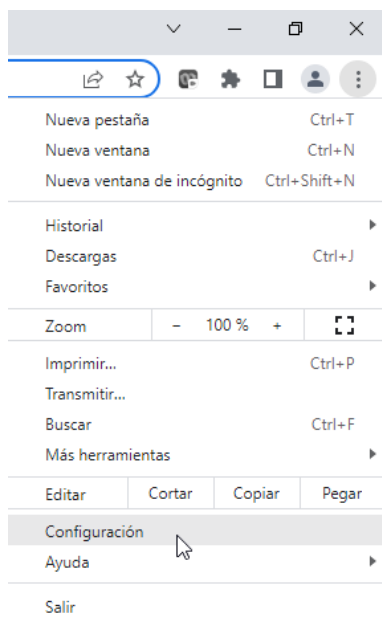 Nueva pestaña Ctrl+T
Nueva ventana Ctrl+N
Nueva ventana de incógnito Ctrl+Shift+N
Historial
Descargas Ctrl+J
Favoritos
Zoom - 100 % +
Imprimir... Ctrl+P
Transmitir...
Buscar Ctrl+F
Más herramientas
Editar Cortar Copiar Pegar
Configuración
Ayuda
Salir